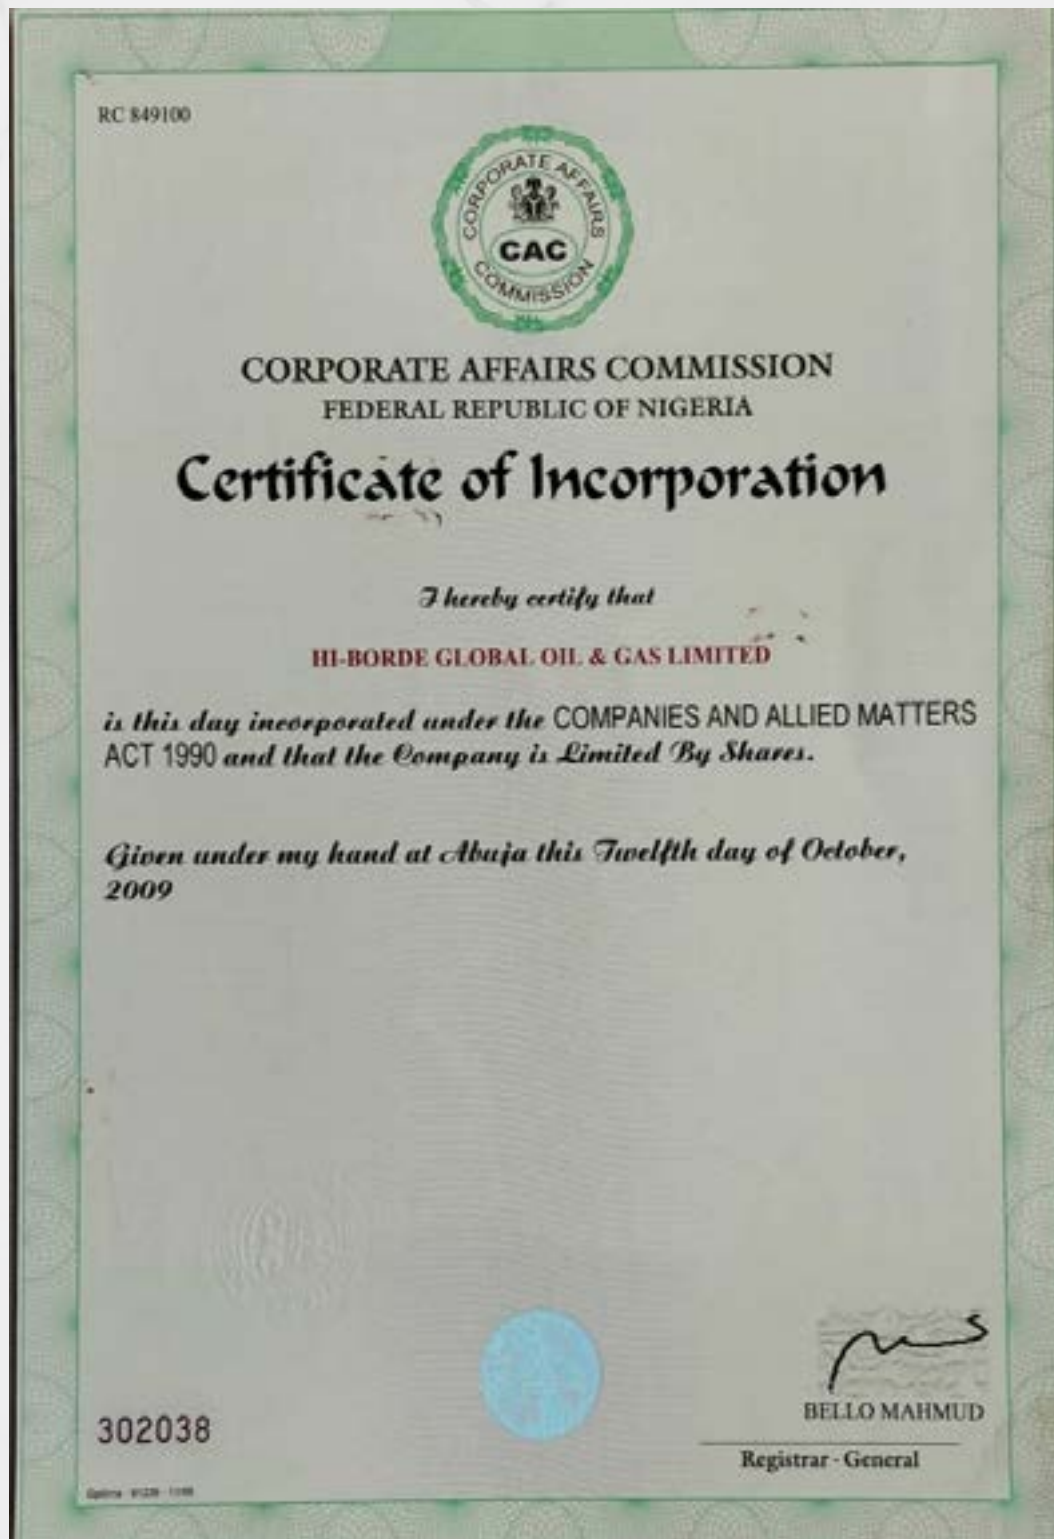 RC 849100
CORPORATE AFFAIRS
CAC
COMMISSION
CORPORATE AFFAIRS COMMISSION
FEDERAL REPUBLIC OF NIGERIA
Certificate of Incorporation
I hereby certify that
HI-BORDE GLOBAL OIL & GAS LIMITED
is this day incorporated under the COMPANIES AND ALLIED MATTERS
ACT 1990 and that the Company is Limited By Shares.
Given under my hand at Abuja this Twelfth day of October,
2009
BELLO MAHMUD
302038
Registrar - General